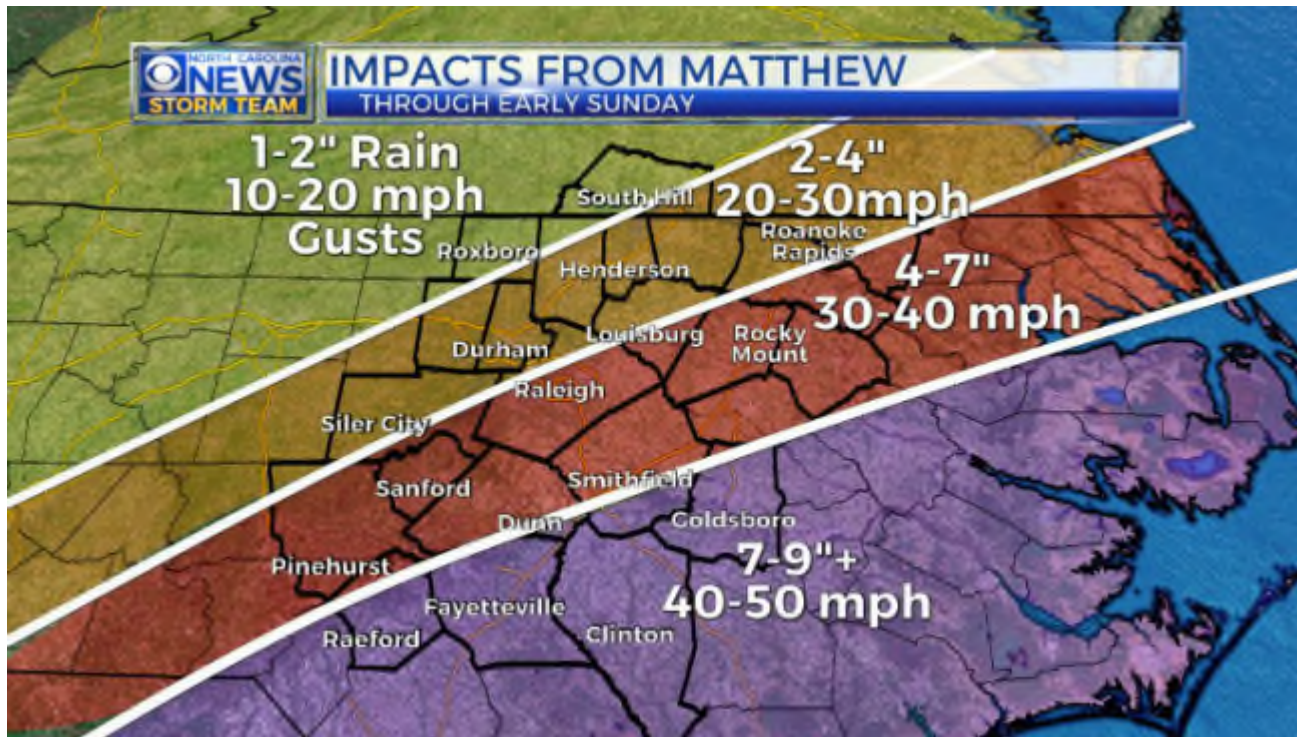 NORTH CAROLINA
NEWS
STORM TEAM
IMPACTS FROM MATTHEW
THROUGH EARLY SUNDAY
1-2" Rain
10-20 mph
Gusts
2-4"
20-30mph
4-7"
30-40 mph
7-9"+
40-50 mph
South Hill
Roxboro
Roanoke
Rapids
Henderson
Durham
Louisburg
Rocky
Mount
Raleigh
Siler City
Sanford
Smithfield
Dunn
Goldsboro
Pinehurst
Fayetteville
Raeford
Clinton